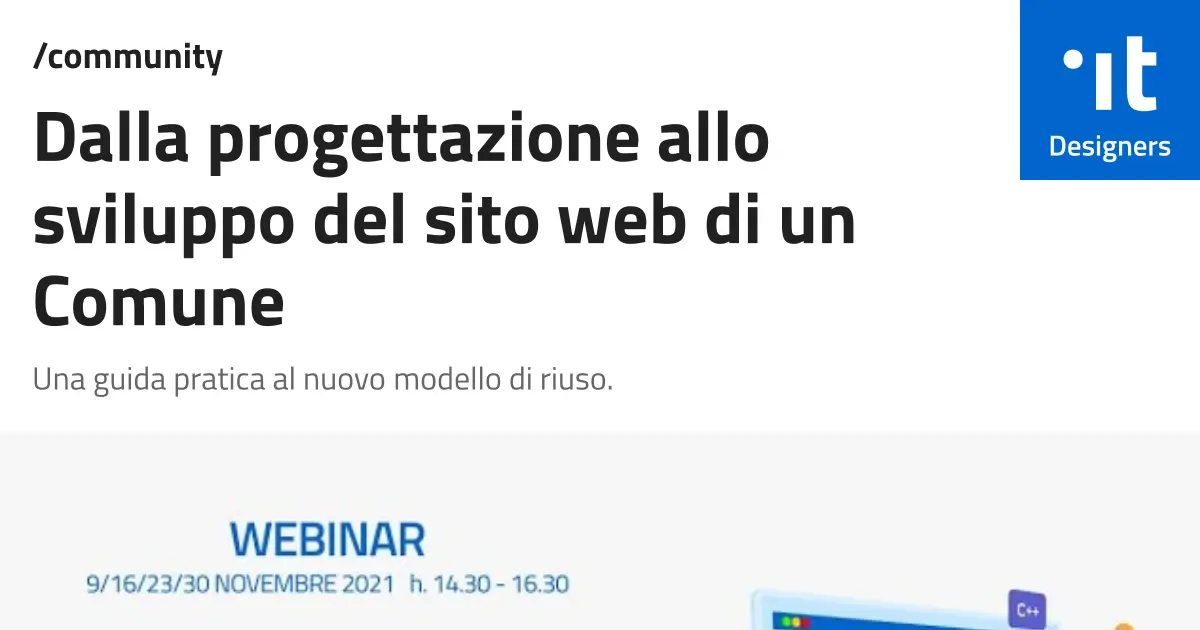 /community
Dalla progettazione allo
sviluppo del sito web di un
Comune
Una guida pratica al nuovo modello di riuso.
it
Designers
WEBINAR
9/16/23/30 NOVEMBRE 2021 h. 14.30 - 16.30
C++